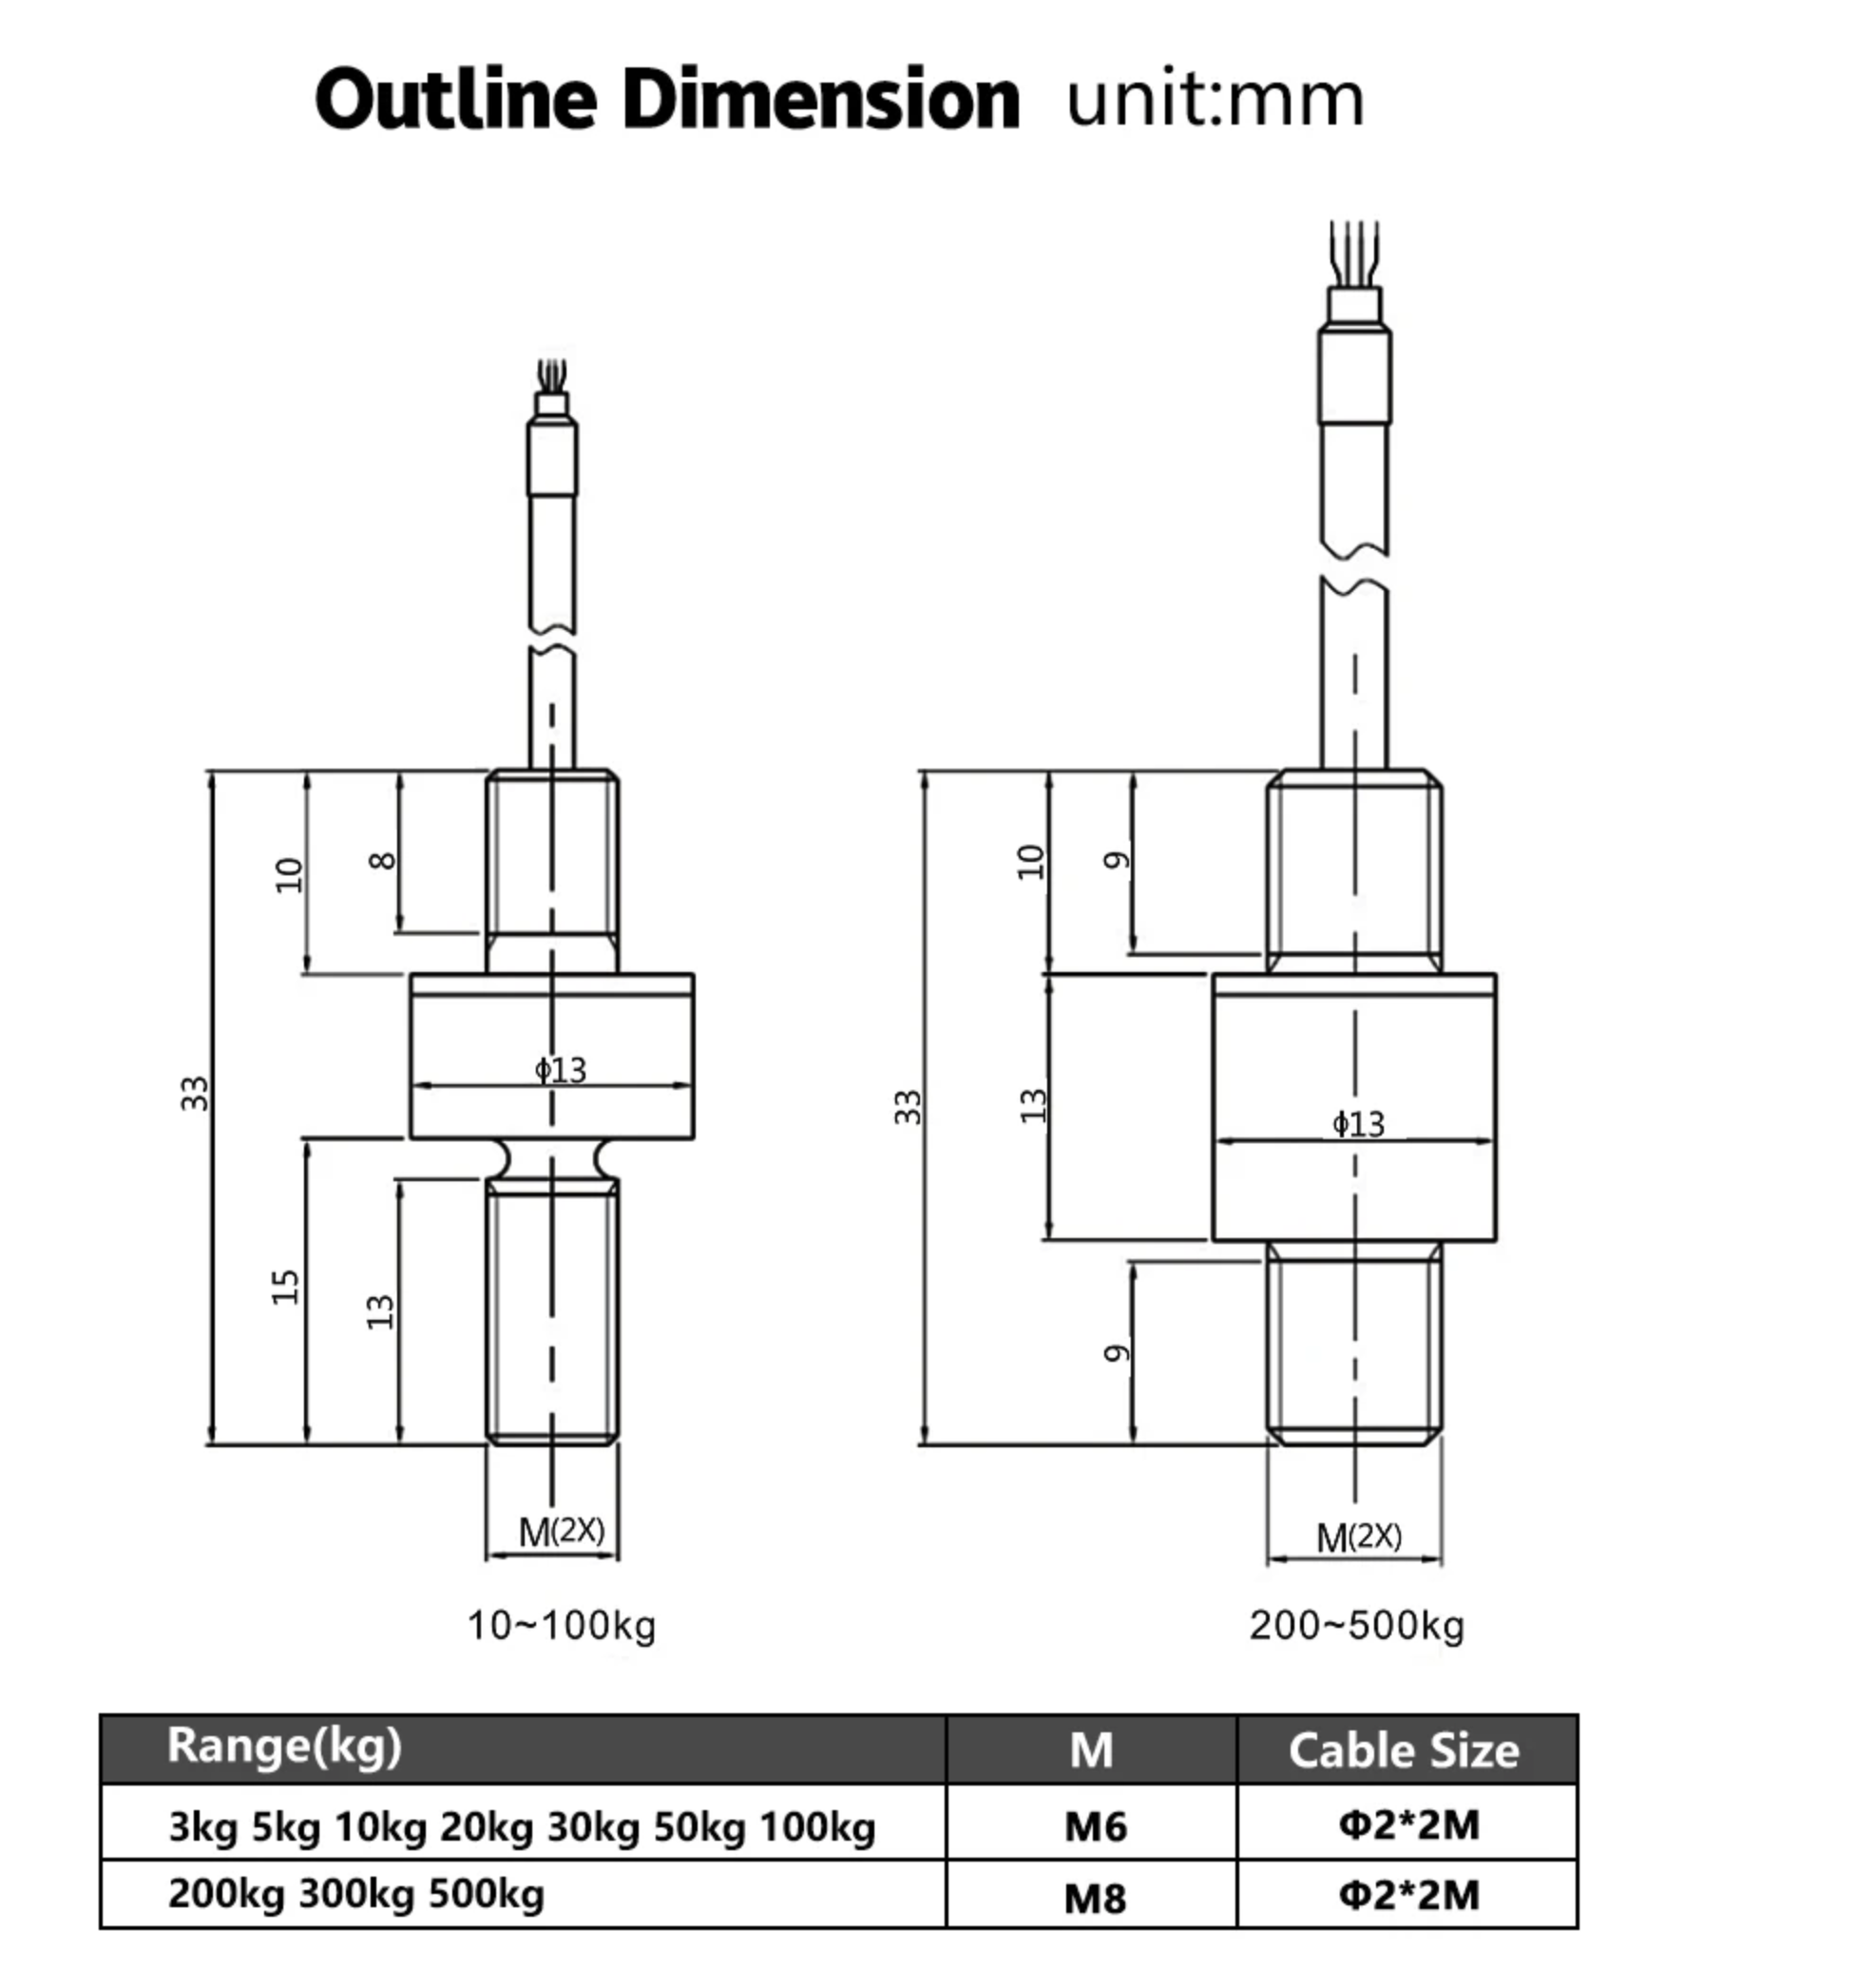 Outline Dimension unit:mm
10
8
33
ϕ13
15
13
M(2X)
10~100kg
10
9
33
13
ϕ13
9
M(2X)
200~500kg
Range(kg) M Cable Size
3kg 5kg 10kg 20kg 30kg 50kg 100kg M6 Φ2*2M
200kg 300kg 500kg M8 Φ2*2M